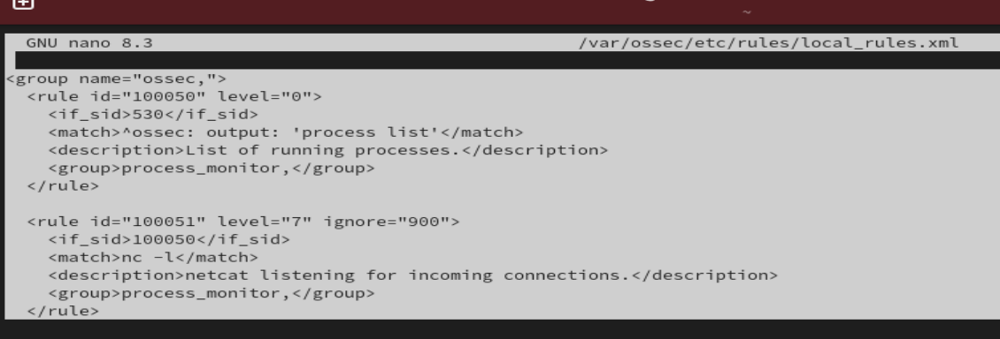 ~
GNU nano 8.3 /var/ossec/etc/rules/local_rules.xml
<group name="ossec,">
<rule id="100050" level="0">
<if_sid>530</if_sid>
<match>^ossec: output: 'process list'</match>
<description>List of running processes.</description>
<group>process_monitor,</group>
</rule>
<rule id="100051" level="7" ignore="900">
<if_sid>100050</if_sid>
<match>nc -l</match>
<description>netcat listening for incoming connections.</description>
<group>process_monitor,</group>
</rule>